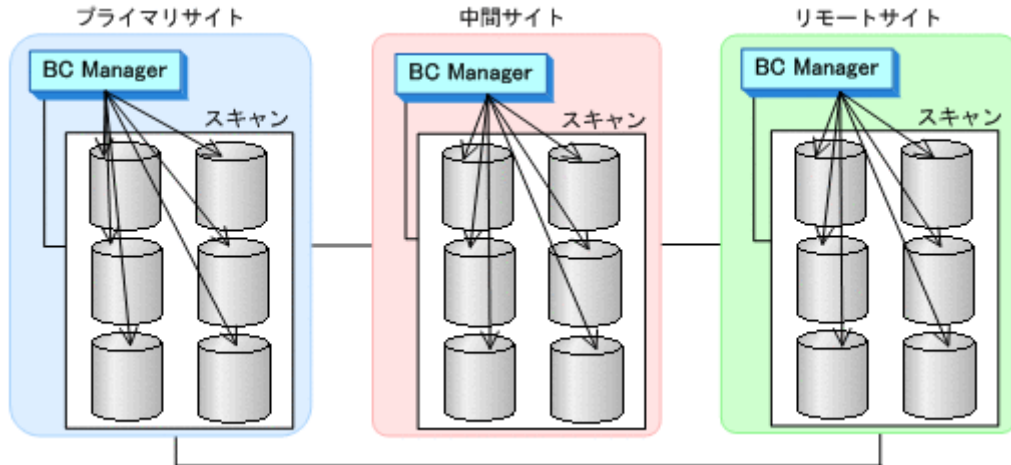 プライマリサイト
中間サイト
リモートサイト
BC Manager
BC Manager
BC Manager
スキャン
スキャン
スキャン